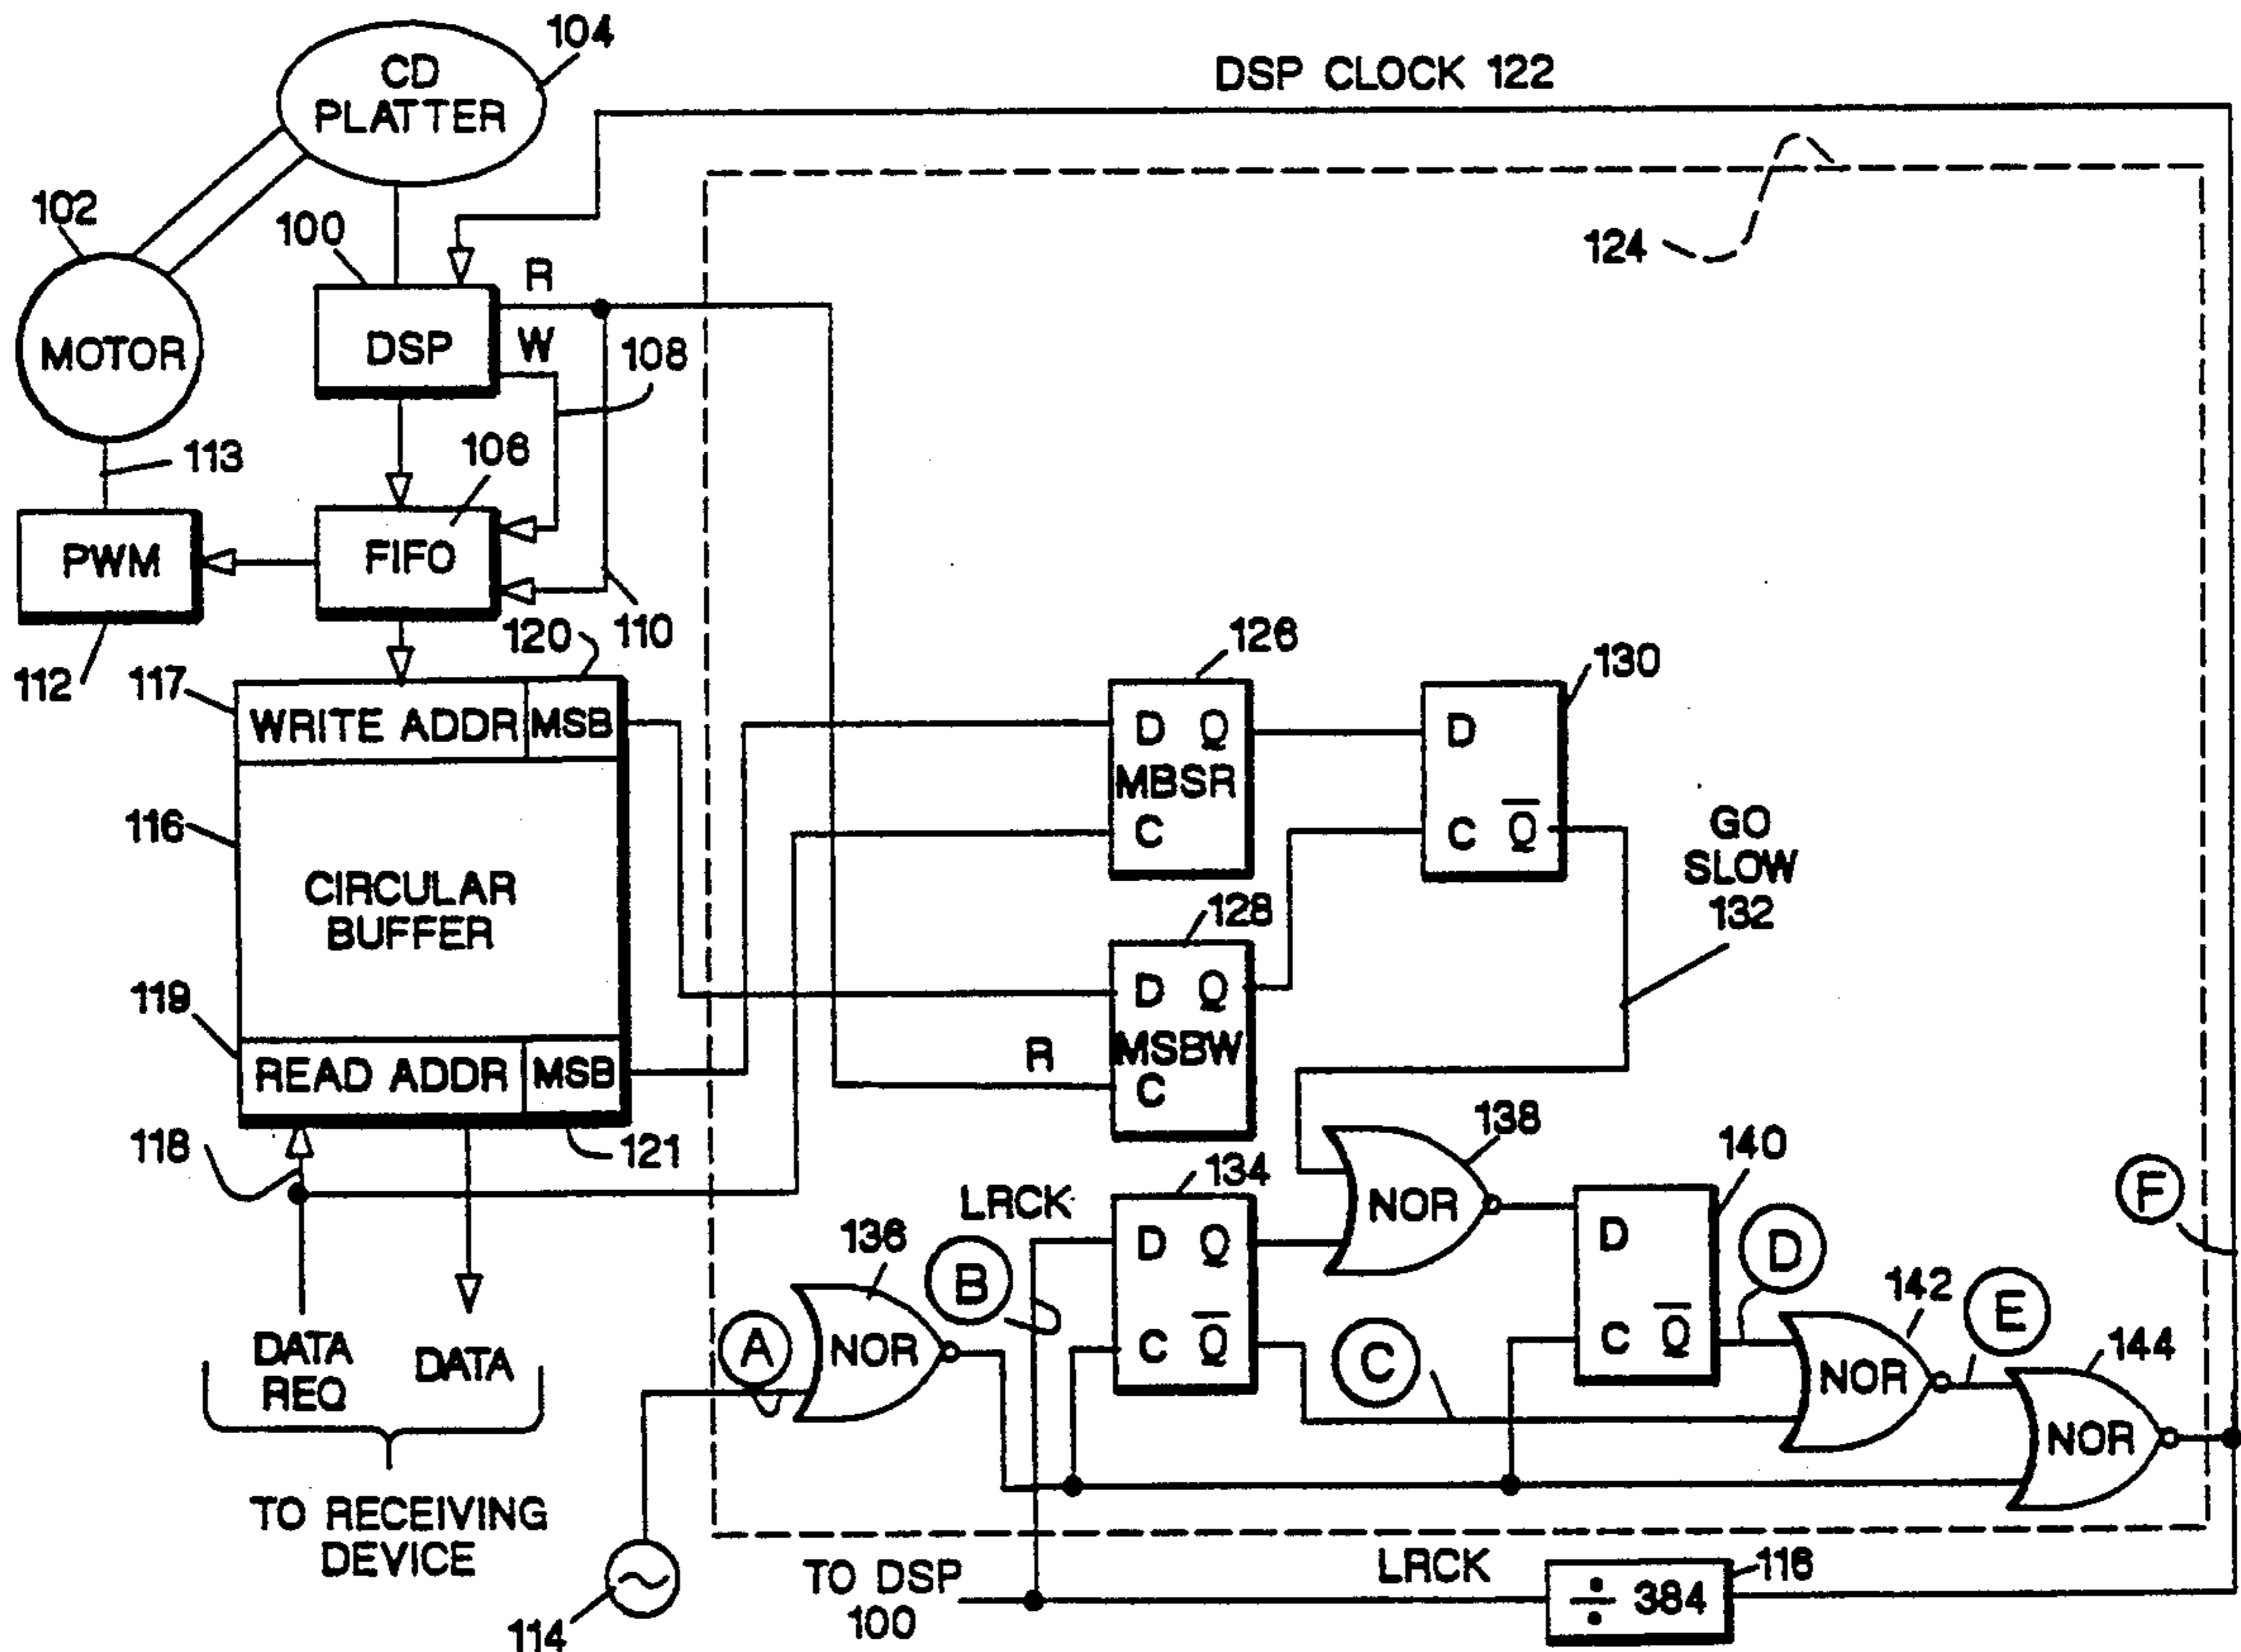 104
CD
PLATTER
DSP CLOCK 122
124
102
100
R
W
MOTOR
DSP
108
113
106
PWM
FIFO
112
120
110
117
WRITE ADDR
MSB
116
CIRCULAR
BUFFER
119
READ ADDR
MSB
118
121
126
D Q
MBSR
C
130
D
C Q
GO
SLOW
132
128
D Q
MSBW
C
R
138
NOR
134
LRCK
D Q
C Q
140
D
C Q
136
NOR
A
B
C
D
142
NOR
E
144
NOR
F
DATA
REQ
DATA
TO RECEIVING
DEVICE
114
TO DSP
100
LRCK
÷ 384
116